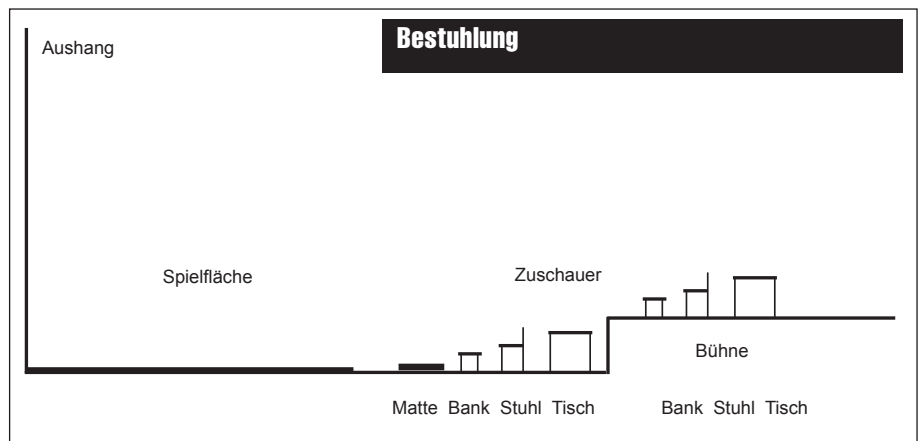 Bestuhlung
Aushang
Spielfläche
Zuschauer
Bühne
Matte Bank Stuhl Tisch
Bank Stuhl Tisch